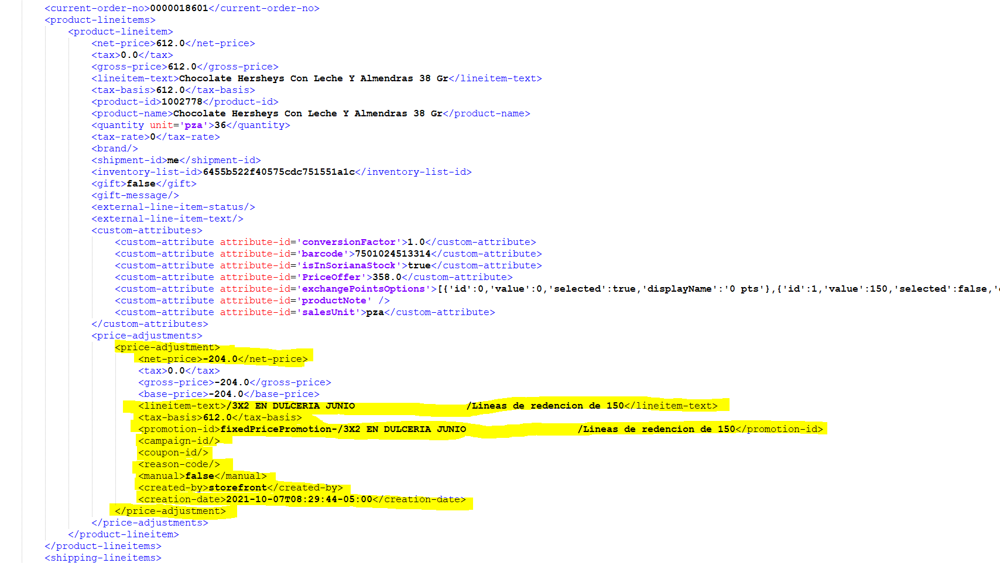 <current-order-no>0000018601</current-order-no>
<product-lineitems>
<product-lineitem>
<net-price>612.0</net-price>
<tax>0.0</tax>
<gross-price>612.0</gross-price>
<lineitem-text>Chocolate Hersheys Con Leche Y Almendras 38 Gr</lineitem-text>
<tax-basis>612.0</tax-basis>
<product-id>1002778</product-id>
<product-name>Chocolate Hersheys Con Leche Y Almendras 38 Gr</product-name>
<quantity unit='pza'>36</quantity>
<tax-rate>0</tax-rate>
<brand/>
<shipment-id>me</shipment-id>
<inventory-list-id>6455b522f40575cdc751551a1c</inventory-list-id>
<gift>false</gift>
<gift-message/>
<external-line-item-status/>
<external-line-item-text/>
<custom-attributes>
<custom-attribute attribute-id='conversionFactor'>1.0</custom-attribute>
<custom-attribute attribute-id='barcode'>7501024513314</custom-attribute>
<custom-attribute attribute-id='isInSorianaStock'>true</custom-attribute>
<custom-attribute attribute-id='PriceOffer'>358.0</custom-attribute>
<custom-attribute attribute-id='exchangePointsOptions'>[{'id':0,'value':0,'selected':true,'displayName':'0 pts'},{'id':1,'value':150,'selected':false,'
<custom-attribute attribute-id='productNote' />
<custom-attribute attribute-id='salesUnit'>pza</custom-attribute>
</custom-attributes>
<price-adjustments>
<price-adjustment>
<net-price>-204.0</net-price>
<tax>0.0</tax>
<gross-price>-204.0</gross-price>
<base-price>-204.0</base-price>
<lineitem-text>/3X2 EN DULCERIA JUNIO /Lineas de redencion de 150</lineitem-text>
<tax-basis>612.0</tax-basis>
<promotion-id>fixedPricePromotion-/3X2 EN DULCERIA JUNIO /Lineas de redencion de 150</promotion-id>
<campaign-id/>
<coupon-id/>
<reason-code/>
<manual>false</manual>
<created-by>storefront</created-by>
<creation-date>2021-10-07T08:29:44-05:00</creation-date>
</price-adjustment>
</price-adjustments>
</product-lineitem>
</product-lineitems>
<shipping-lineitems>